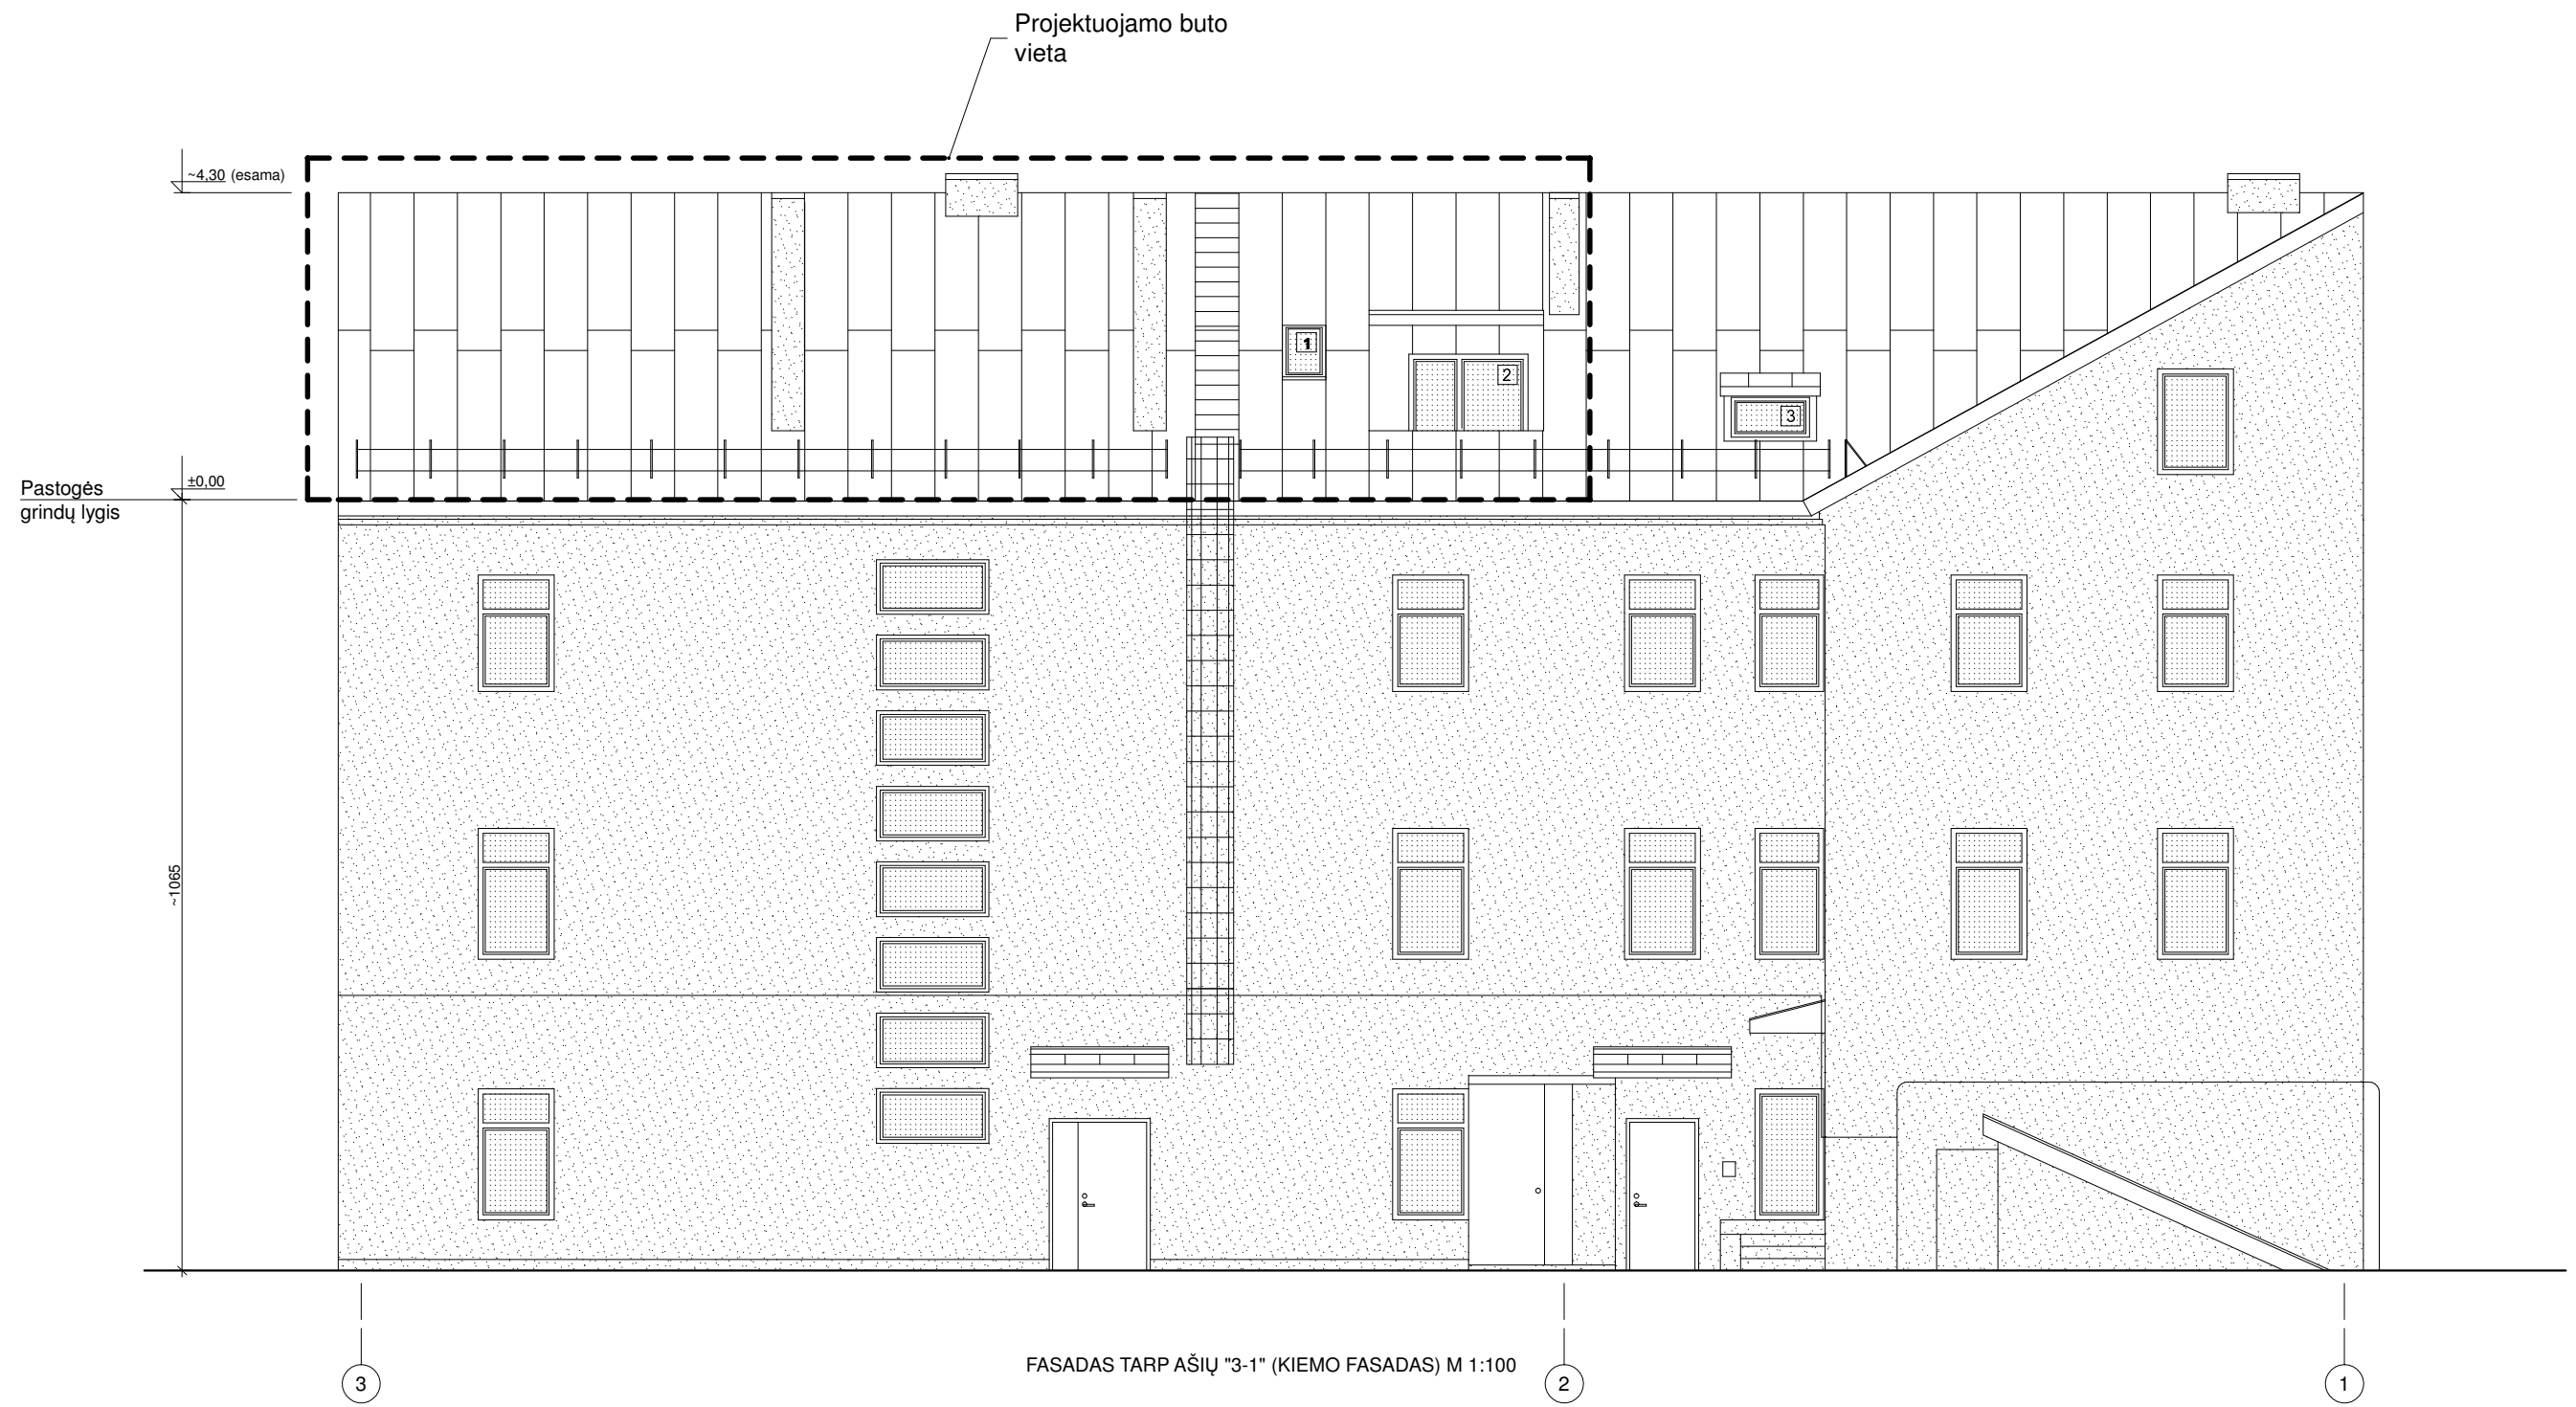 Projektuojamo buto
vieta
~4,30 (esama)
±0,00
Pastogės
grindų lygis
1
2
3
~1065
FASADAS TARP AŠIŲ "3-1" (KIEMO FASADAS) M 1:100
3
2
1